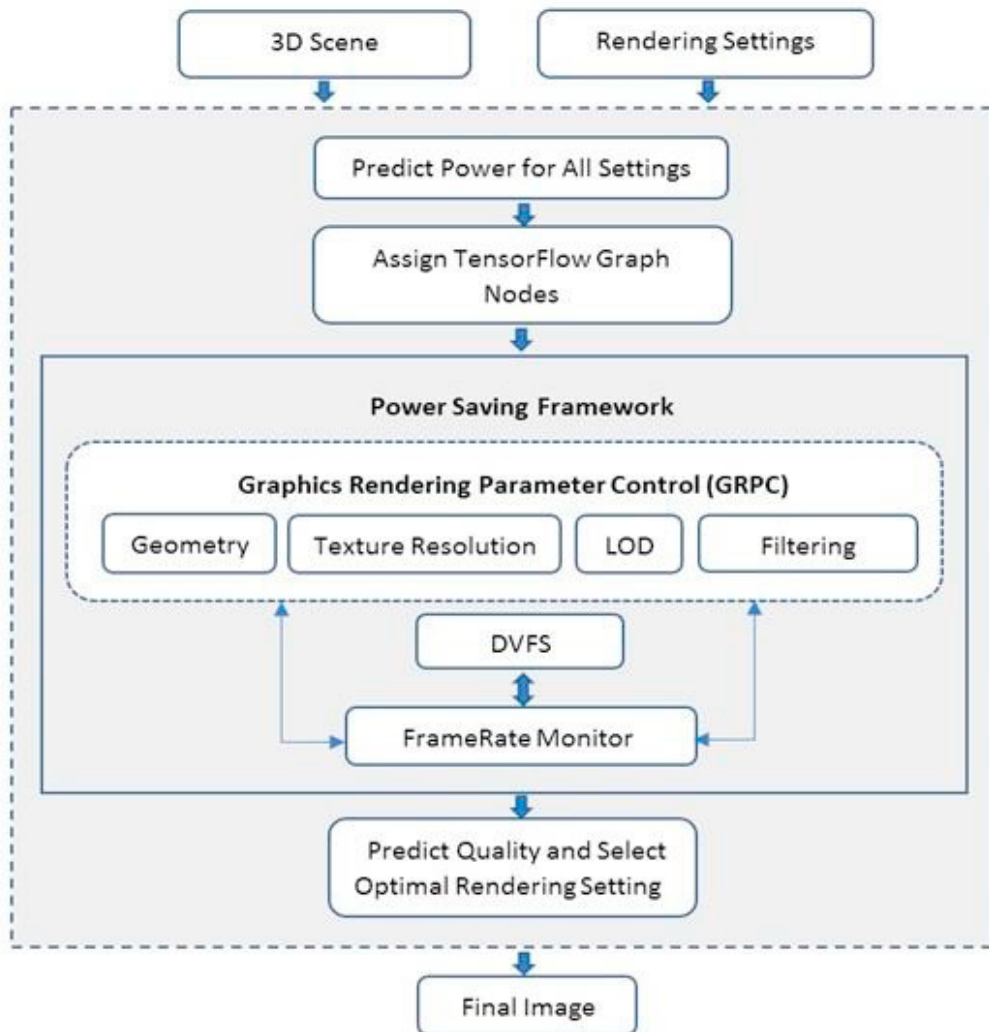 3D Scene
Rendering Settings
Predict Power for All Settings
Assign TensorFlow Graph
Nodes
Power Saving Framework
Graphics Rendering Parameter Control (GRPC)
Geometry
Texture Resolution
LOD
Filtering
DVFS
FrameRate Monitor
Predict Quality and Select
Optimal Rendering Setting
Final Image